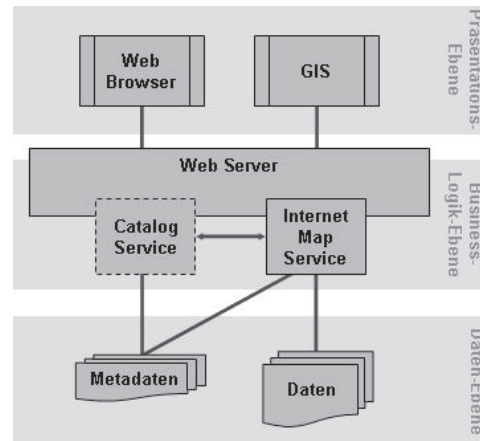 Web
Browser
GIS
Präsentations-
Ebene
Web Server
Catalog
Service
Internet
Map
Service
Business-
Logik-Ebene
Metadaten
Daten
Daten-Ebene